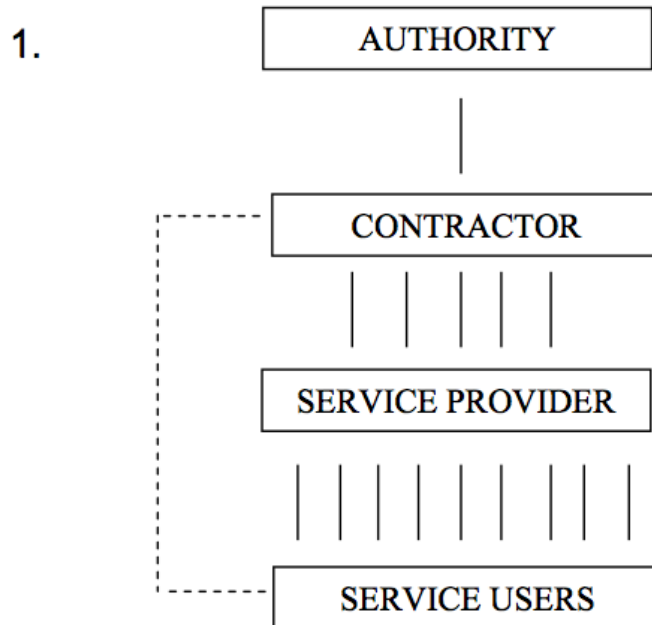 1.
AUTHORITY
CONTRACTOR
SERVICE PROVIDER
SERVICE USERS